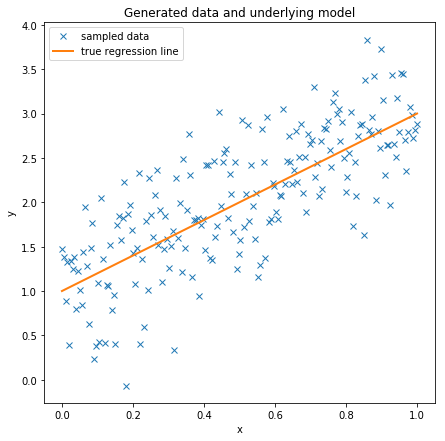 Generated data and underlying model
sampled data
true regression line
4.0
3.5
3.0
2.5
2.0
1.5
1.0
0.5
0.0
y
0.0 0.2 0.4 0.6 0.8 1.0
x